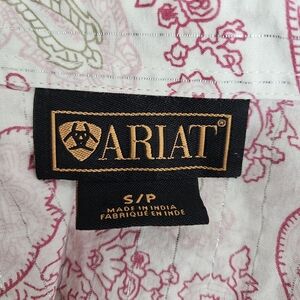 ARIAT®
S/P
MADE IN INDIA
FABRIQUÉ EN INDE